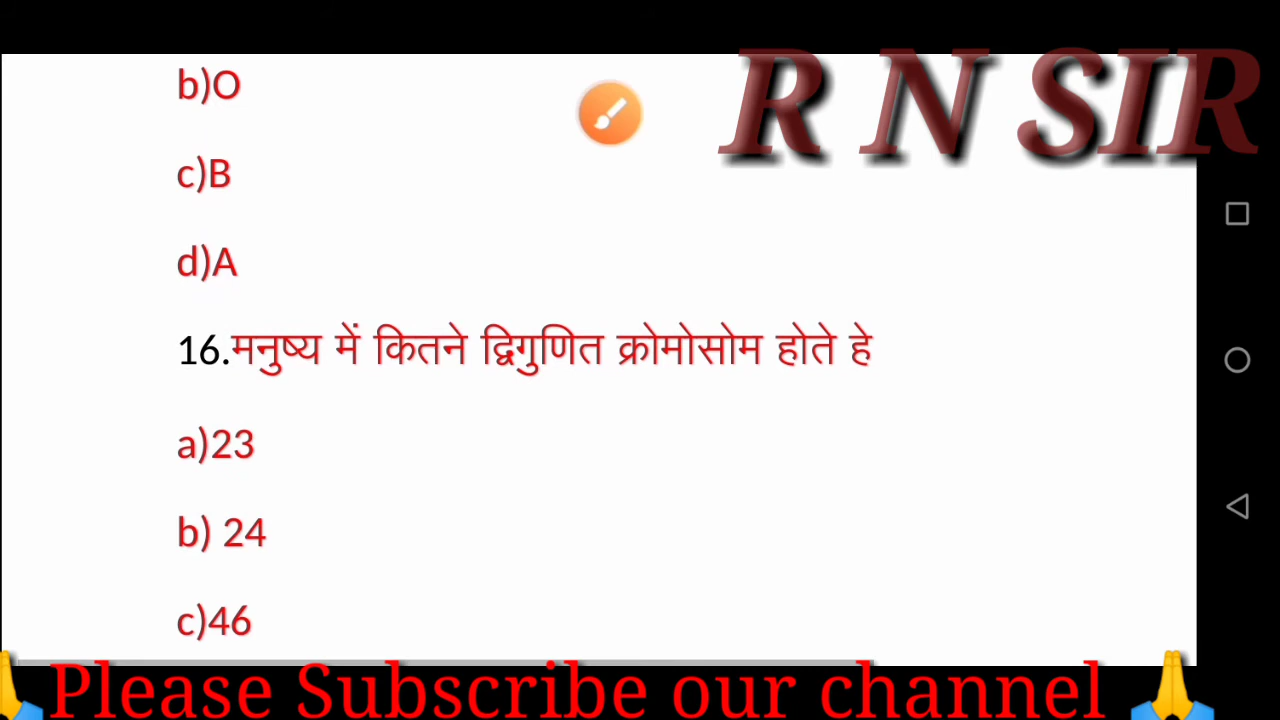 R N SIR
b)O
c)B
d)A
16.मनुष्य में कितने द्विगुणित क्रोमोसोम होते हे
a)23
b) 24
c)46
🙏Please Subscribe our channel 🙏